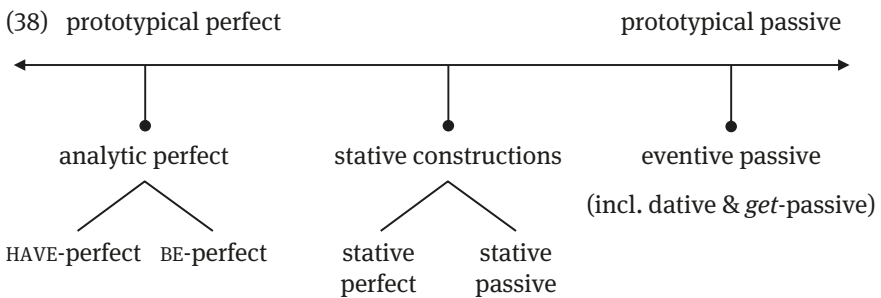 (38) prototypical perfect prototypical passive
analytic perfect stative constructions eventive passive
(incl. dative & get-passive)
HAVE-perfect BE-perfect stative perfect stative passive